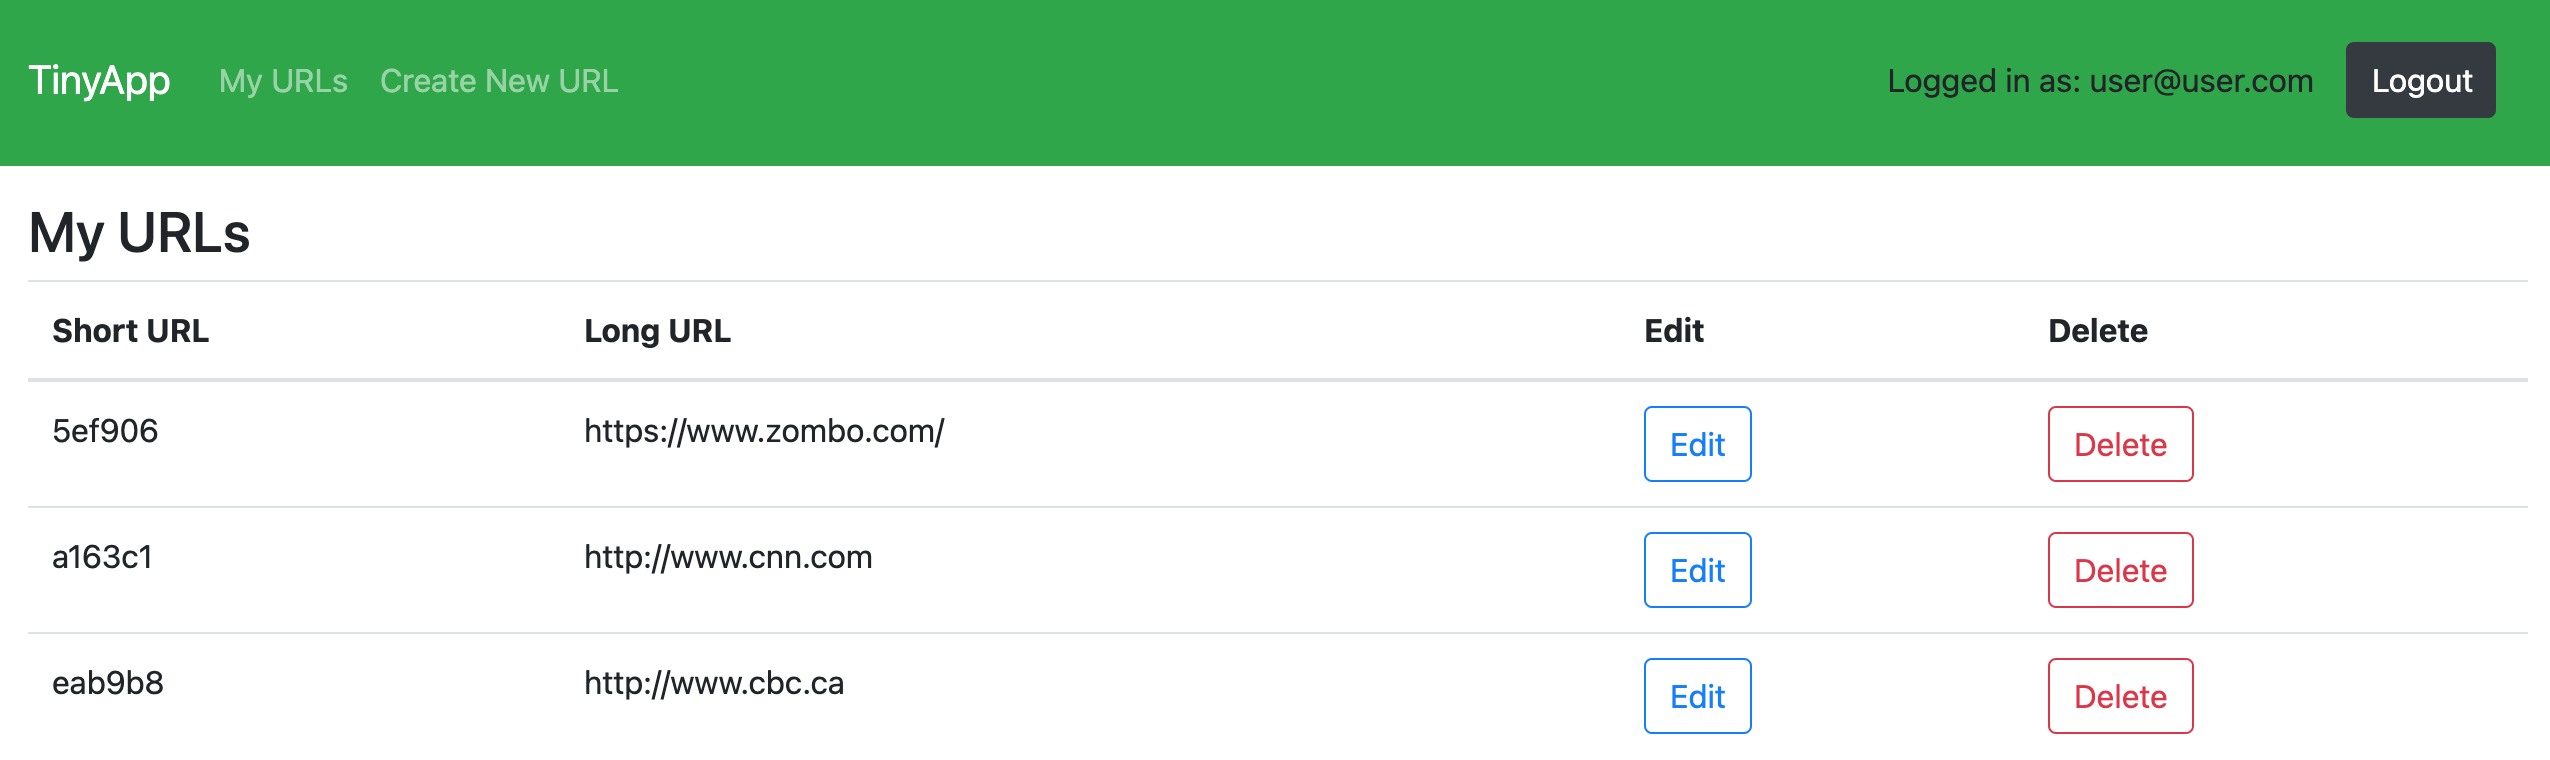 TinyApp My URLs Create New URL Logged in as: user@user.com Logout
My URLs
Short URL Long URL Edit Delete
5ef906 https://www.zombo.com/ Edit Delete
a163c1 http://www.cnn.com Edit Delete
eab9b8 http://www.cbc.ca Edit Delete